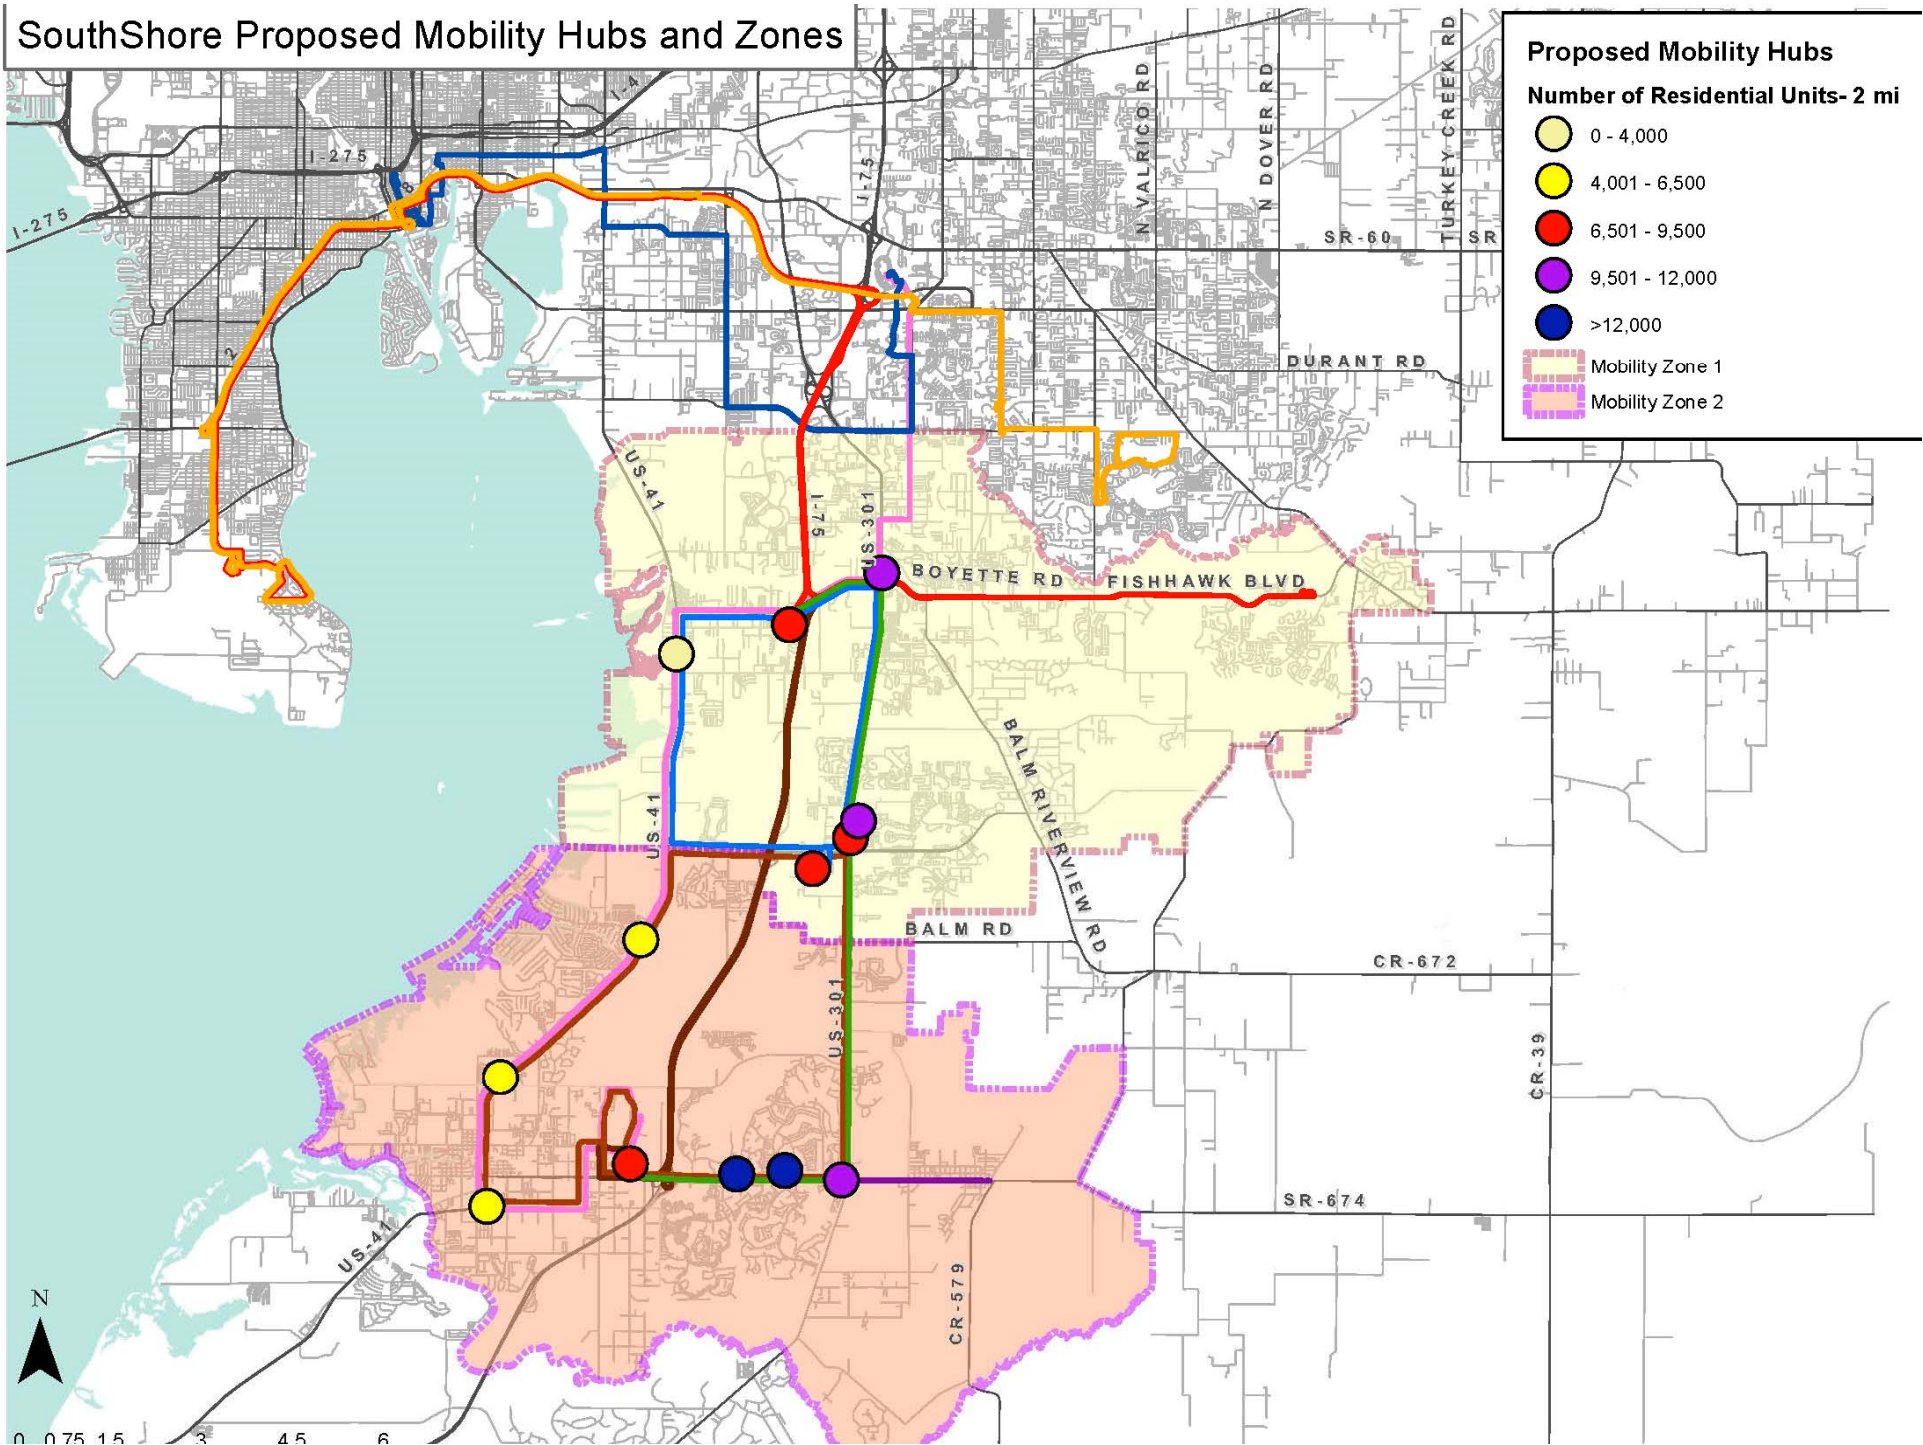 SouthShore Proposed Mobility Hubs and Zones
Proposed Mobility Hubs
Number of Residential Units- 2 mi
0 - 4,000
4,001 - 6,500
6,501 - 9,500
9,501 - 12,000
>12,000
Mobility Zone 1
Mobility Zone 2
I-4
I-275
I-275
I-75
N VALRICO RD
N DOVER RD
TURKEY CREEK RD
SR-60
SR
8
2
DURANT RD
US-41
I-75
US-301
BOYETTE RD
FISHHAWK BLVD
BALM RIVERVIEW RD
US-41
BALM RD
CR-672
US-301
CR-39
SR-674
US-41
CR-579
N
0 0.75 1.5 3 4.5 6